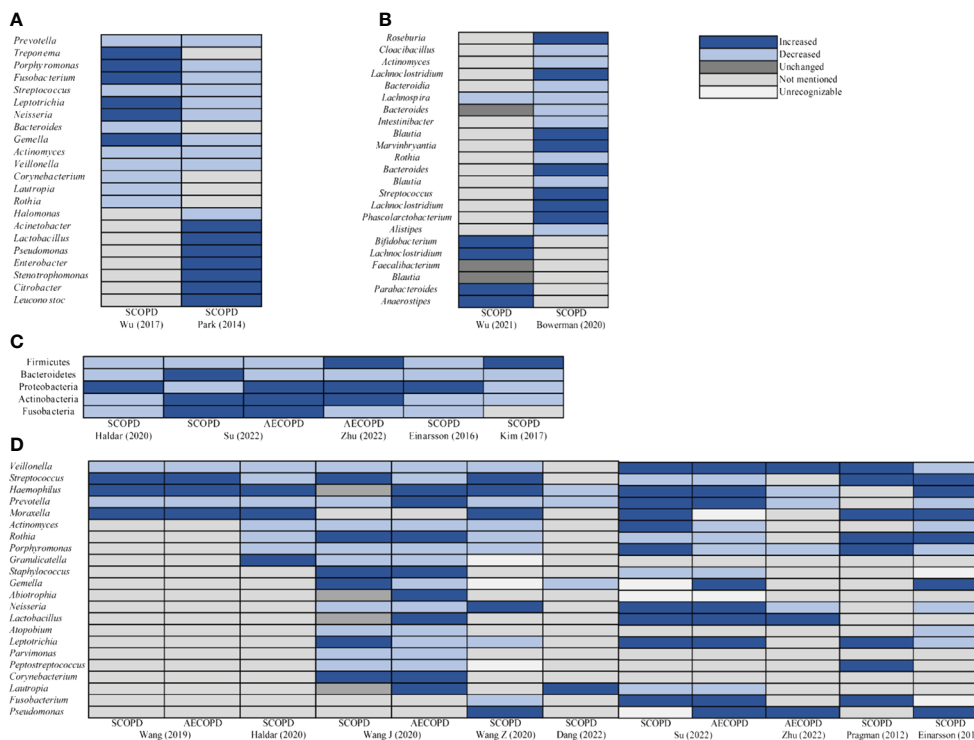 A
Prevotella
Treponema
Porphyromonas
Fusobacterium
Streptococcus
Leptotrichia
Neisseria
Bacteroides
Gemella
Actinomyces
Veillonella
Corynebacterium
Lautropia
Rothia
Halomonas
Acinetobacter
Lactobacillus
Pseudomonas
Enterobacter
Stenotrophomonas
Citrobacter
Leuconostoc
SCOPD SCOPD
Wu (2017) Park (2014)
B
Roseburia
Cloacibacillus
Actinomyces
Lachnoclostridium
Bacteroidia
Lachnospira
Bacteroides
Intestinibacter
Blautia
Marvinbryantia
Rothia
Bacteroides
Blautia
Streptococcus
Lachnoclostridium
Phascolarctobacterium
Alistipes
Bifidobacterium
Lachnoclostridium
Faecalibacterium
Blautia
Parabacteroides
Anaerostipes
SCOPD SCOPD
Wu (2021) Bowerman (2020)
Increased
Decreased
Unchanged
Not mentioned
Unrecognizable
C
Firmicutes
Bacteroidetes
Proteobacteria
Actinobacteria
Fusobacteria
SCOPD SCOPD AECOPD AECOPD SCOPD SCOPD
Haldar (2020) Su (2022) Zhu (2022) Einarsson (2016) Kim (2017)
D
Veillonella
Streptococcus
Haemophilus
Prevotella
Moraxella
Actinomyces
Rothia
Porphyromonas
Granulicatella
Staphylococcus
Gemella
Abiotrophia
Neisseria
Lactobacillus
Atopobium
Leptotrichia
Parvimonas
Peptostreptococcus
Corynebacterium
Lautropia
Fusobacterium
Pseudomonas
SCOPD AECOPD SCOPD SCOPD AECOPD SCOPD SCOPD SCOPD AECOPD AECOPD SCOPD SCOPD
Wang (2019) Haldar (2020) Wang J (2020) Wang Z (2020) Dang (2022) Su (2022) Zhu (2022) Pragman (2012) Einarsson (201